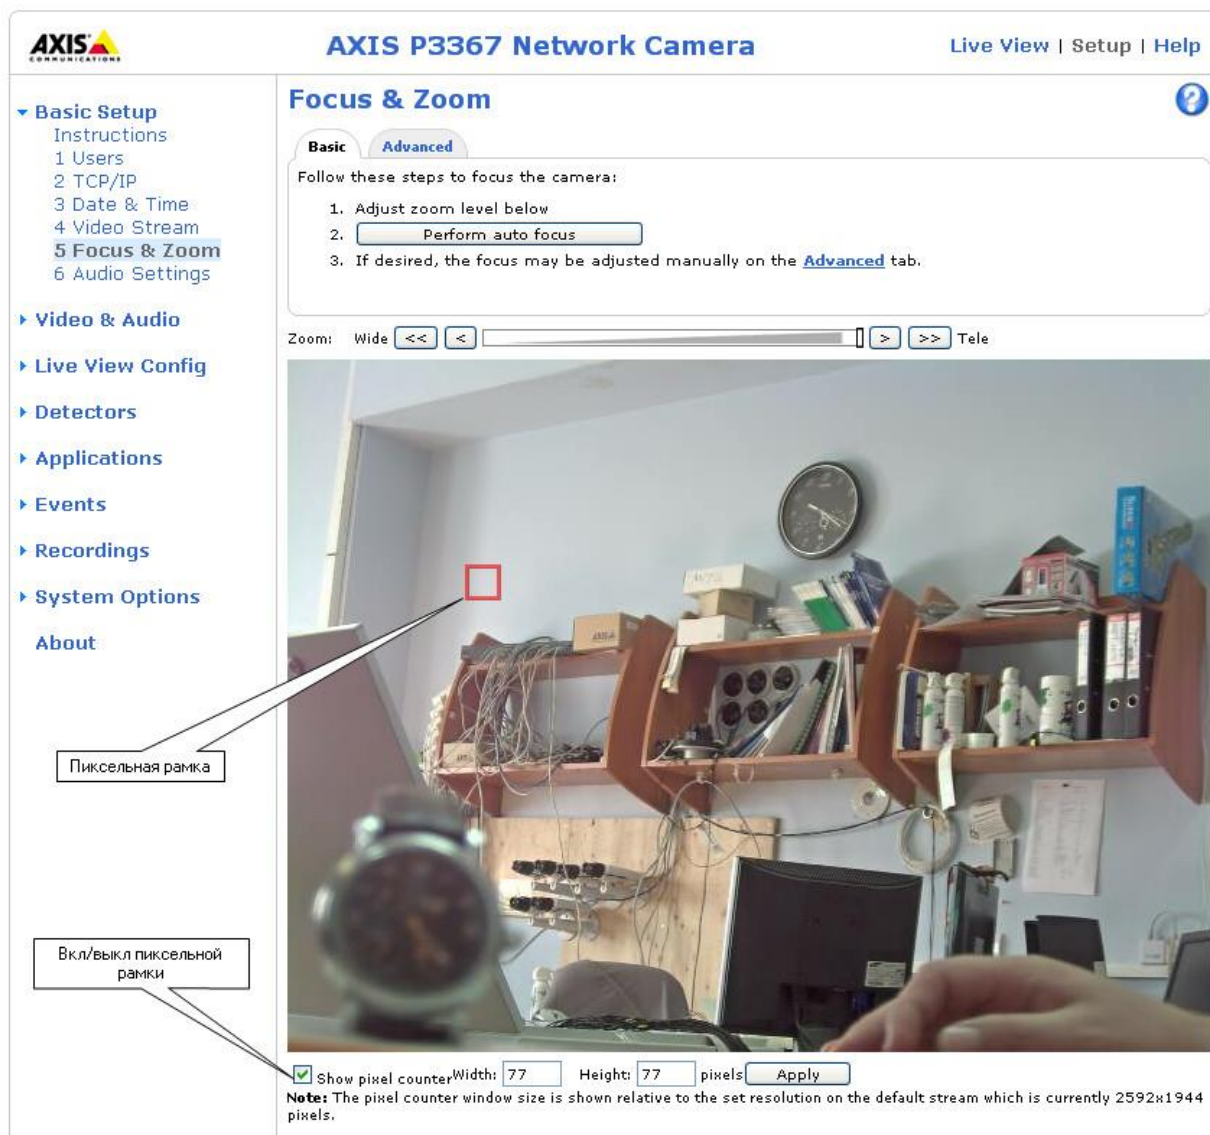 AXIS
COMMUNICATIONS
AXIS P3367 Network Camera
Live View | Setup | Help
Basic Setup
Instructions
1 Users
2 TCP/IP
3 Date & Time
4 Video Stream
5 Focus & Zoom
6 Audio Settings
Video & Audio
Live View Config
Detectors
Applications
Events
Recordings
System Options
About
Focus & Zoom
?
Basic
Advanced
Follow these steps to focus the camera:
1. Adjust zoom level below
2. Perform auto focus
3. If desired, the focus may be adjusted manually on the Advanced tab.
Zoom: Wide << < > >> Tele
AXIS
Пиксельная рамка
Вкл/выкл пиксельной
рамки
Show pixel counter Width: 77 Height: 77 pixels Apply
Note: The pixel counter window size is shown relative to the set resolution on the default stream which is currently 2592x1944
pixels.